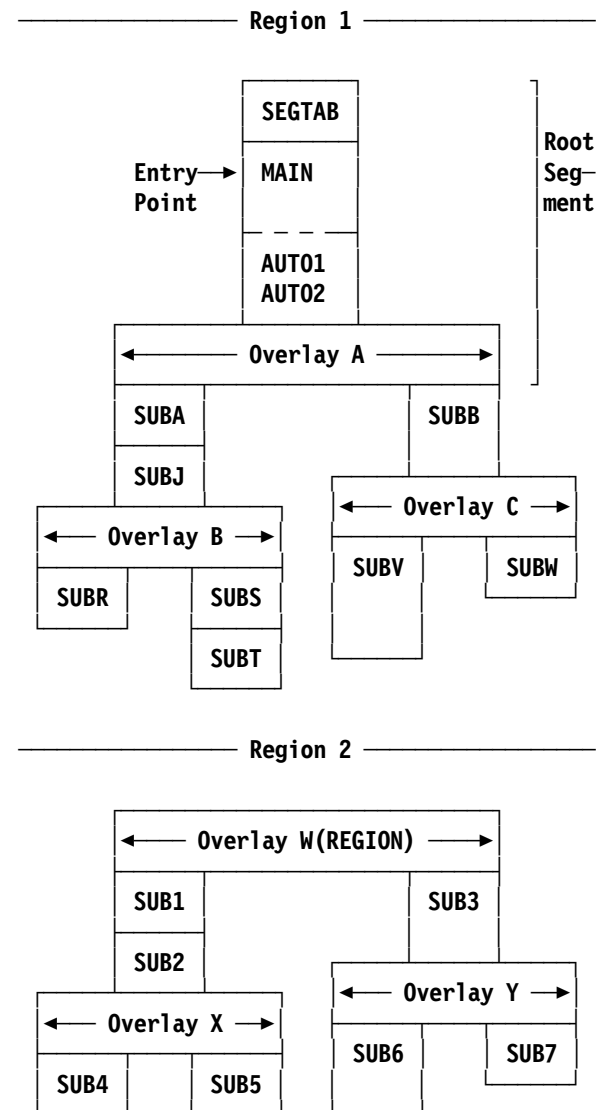 Region 1
SEGTAB
Root
Entry MAIN Seg-
Point ment
AUTO1
AUTO2
Overlay A
SUBA SUBB
SUBJ
Overlay C
Overlay B
SUBV SUBW
SUBR SUBS
SUBT
Region 2
Overlay W(REGION)
SUB1 SUB3
SUB2
Overlay Y
Overlay X
SUB6 SUB7
SUB4 SUB5